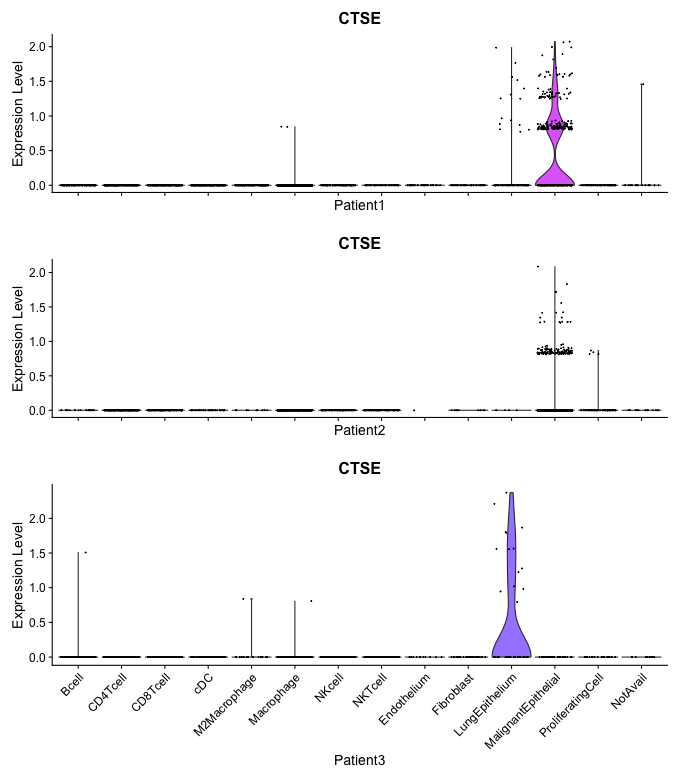 CTSE
Expression Level
2.0
1.5
1.0
0.5
0.0
Patient1
CTSE
Expression Level
2.0
1.5
1.0
0.5
0.0
Patient2
CTSE
Expression Level
2.0
1.5
1.0
0.5
0.0
Bcell
CD4Tcell
CD8Tcell
cDC
M2Macrophage
Macrophage
NKcell
NKTcell
Endothelium
Fibroblast
LungEpithelium
MalignantEpithelial
ProliferatingCell
NotAvail
Patient3